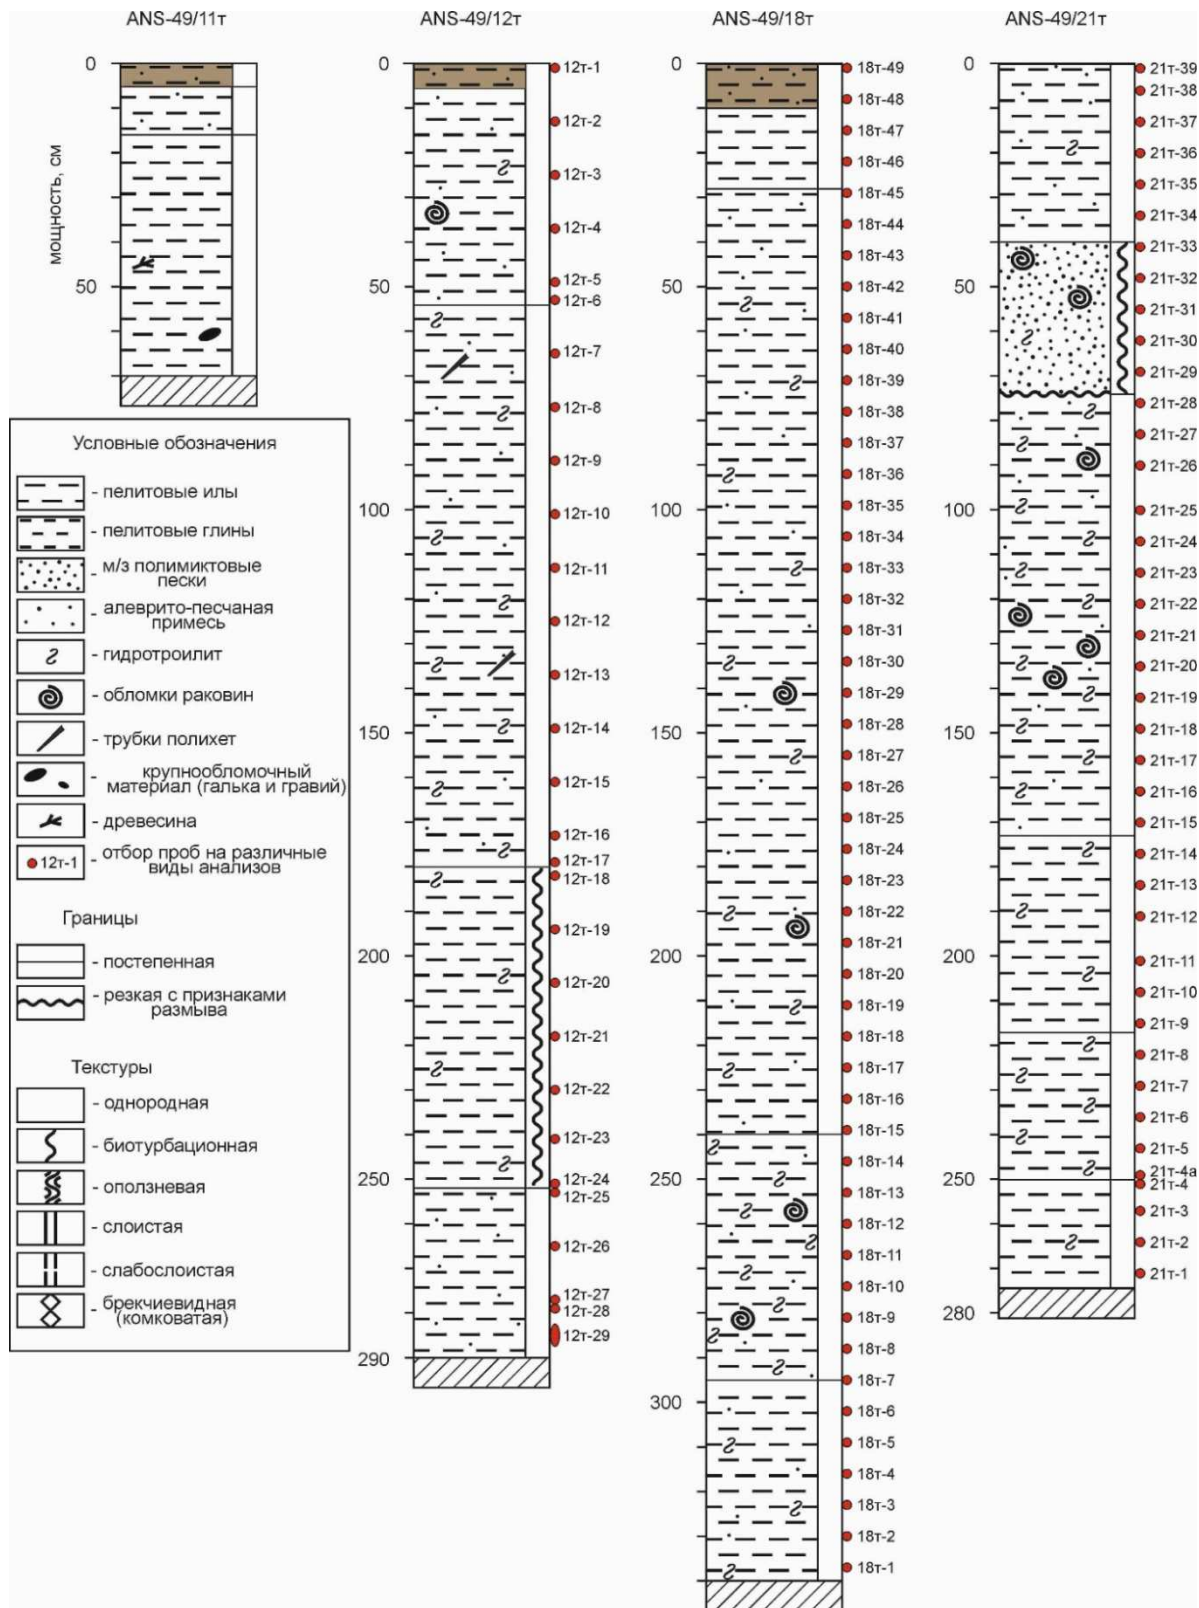 ANS-49/11т
ANS-49/12т
ANS-49/18т
ANS-49/21т
мощность, см
0
50
Условные обозначения
- пелитовые илы
- пелитовые глины
- м/з полимиктовые
пески
- алеврито-песчаная
примесь
- гидротроилит
- обломки раковин
- трубки полихет
- крупнообломочный
материал (галька и гравий)
- древесина
12т-1 - отбор проб на различные
виды анализов
Границы
- постепенная
- резкая с признаками
размыва
Текстуры
- однородная
- биотурбационная
- оползневая
- слоистая
- слабослоистая
- брекчиевидная
(комковатая)
0
50
100
150
200
250
290
12т-1
12т-2
12т-3
12т-4
12т-5
12т-6
12т-7
12т-8
12т-9
12т-10
12т-11
12т-12
12т-13
12т-14
12т-15
12т-16
12т-17
12т-18
12т-19
12т-20
12т-21
12т-22
12т-23
12т-24
12т-25
12т-26
12т-27
12т-28
12т-29
0
50
100
150
200
250
300
18т-49
18т-48
18т-47
18т-46
18т-45
18т-44
18т-43
18т-42
18т-41
18т-40
18т-39
18т-38
18т-37
18т-36
18т-35
18т-34
18т-33
18т-32
18т-31
18т-30
18т-29
18т-28
18т-27
18т-26
18т-25
18т-24
18т-23
18т-22
18т-21
18т-20
18т-19
18т-18
18т-17
18т-16
18т-15
18т-14
18т-13
18т-12
18т-11
18т-10
18т-9
18т-8
18т-7
18т-6
18т-5
18т-4
18т-3
18т-2
18т-1
0
50
100
150
200
250
280
21т-39
21т-38
21т-37
21т-36
21т-35
21т-34
21т-33
21т-32
21т-31
21т-30
21т-29
21т-28
21т-27
21т-26
21т-25
21т-24
21т-23
21т-22
21т-21
21т-20
21т-19
21т-18
21т-17
21т-16
21т-15
21т-14
21т-13
21т-12
21т-11
21т-10
21т-9
21т-8
21т-7
21т-6
21т-5
21т-4а
21т-4
21т-3
21т-2
21т-1